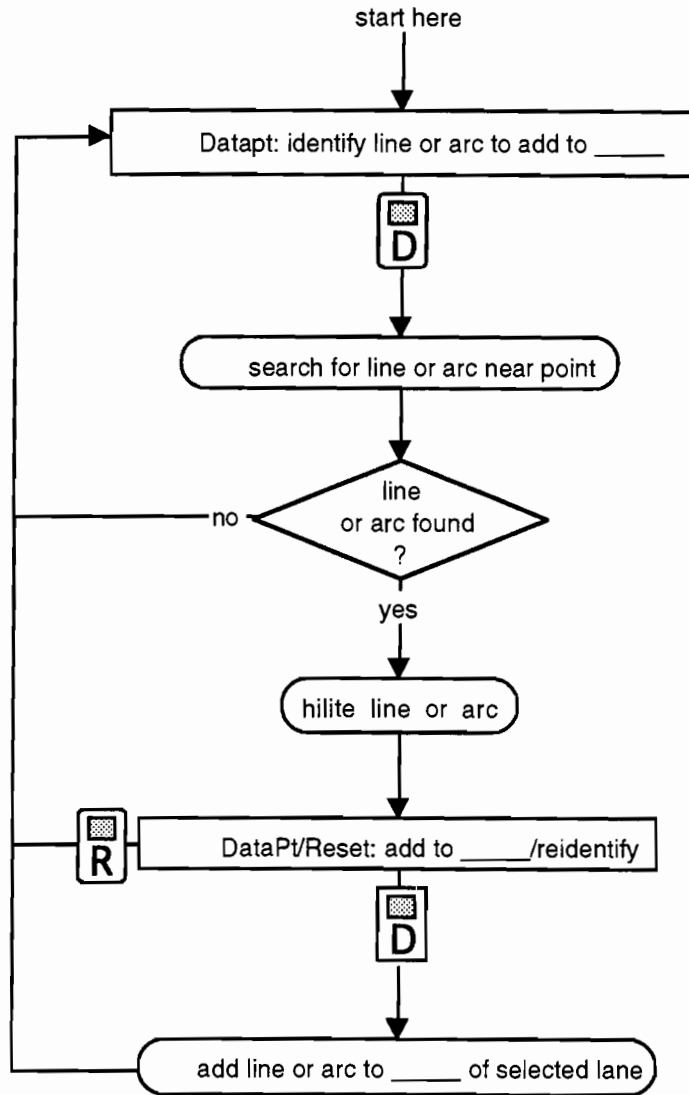 start here
Datapt: identify line or arc to add to _____
D
search for line or arc near point
line
or arc found
?
no
yes
hilite line or arc
R
DataPt/Reset: add to _____/reidentify
D
add line or arc to _____ of selected lane